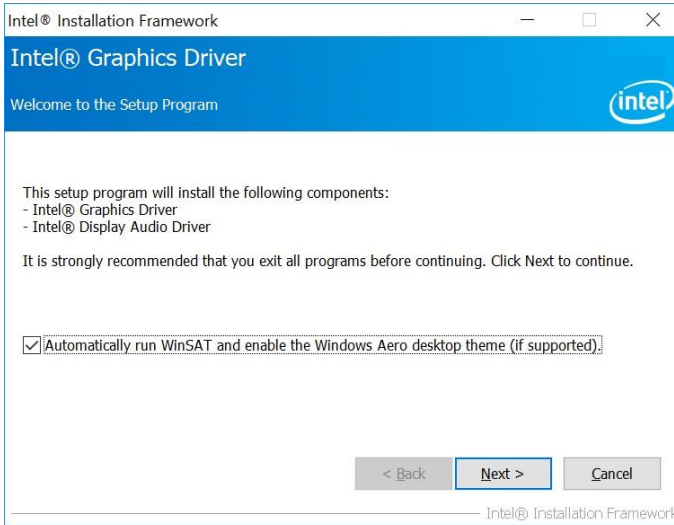 Intel® Installation Framework
Intel® Graphics Driver
Welcome to the Setup Program
intel
This setup program will install the following components:
- Intel® Graphics Driver
- Intel® Display Audio Driver
It is strongly recommended that you exit all programs before continuing. Click Next to continue.
Automatically run WinSAT and enable the Windows Aero desktop theme (if supported).
< Back Next > Cancel
Intel® Installation Framework